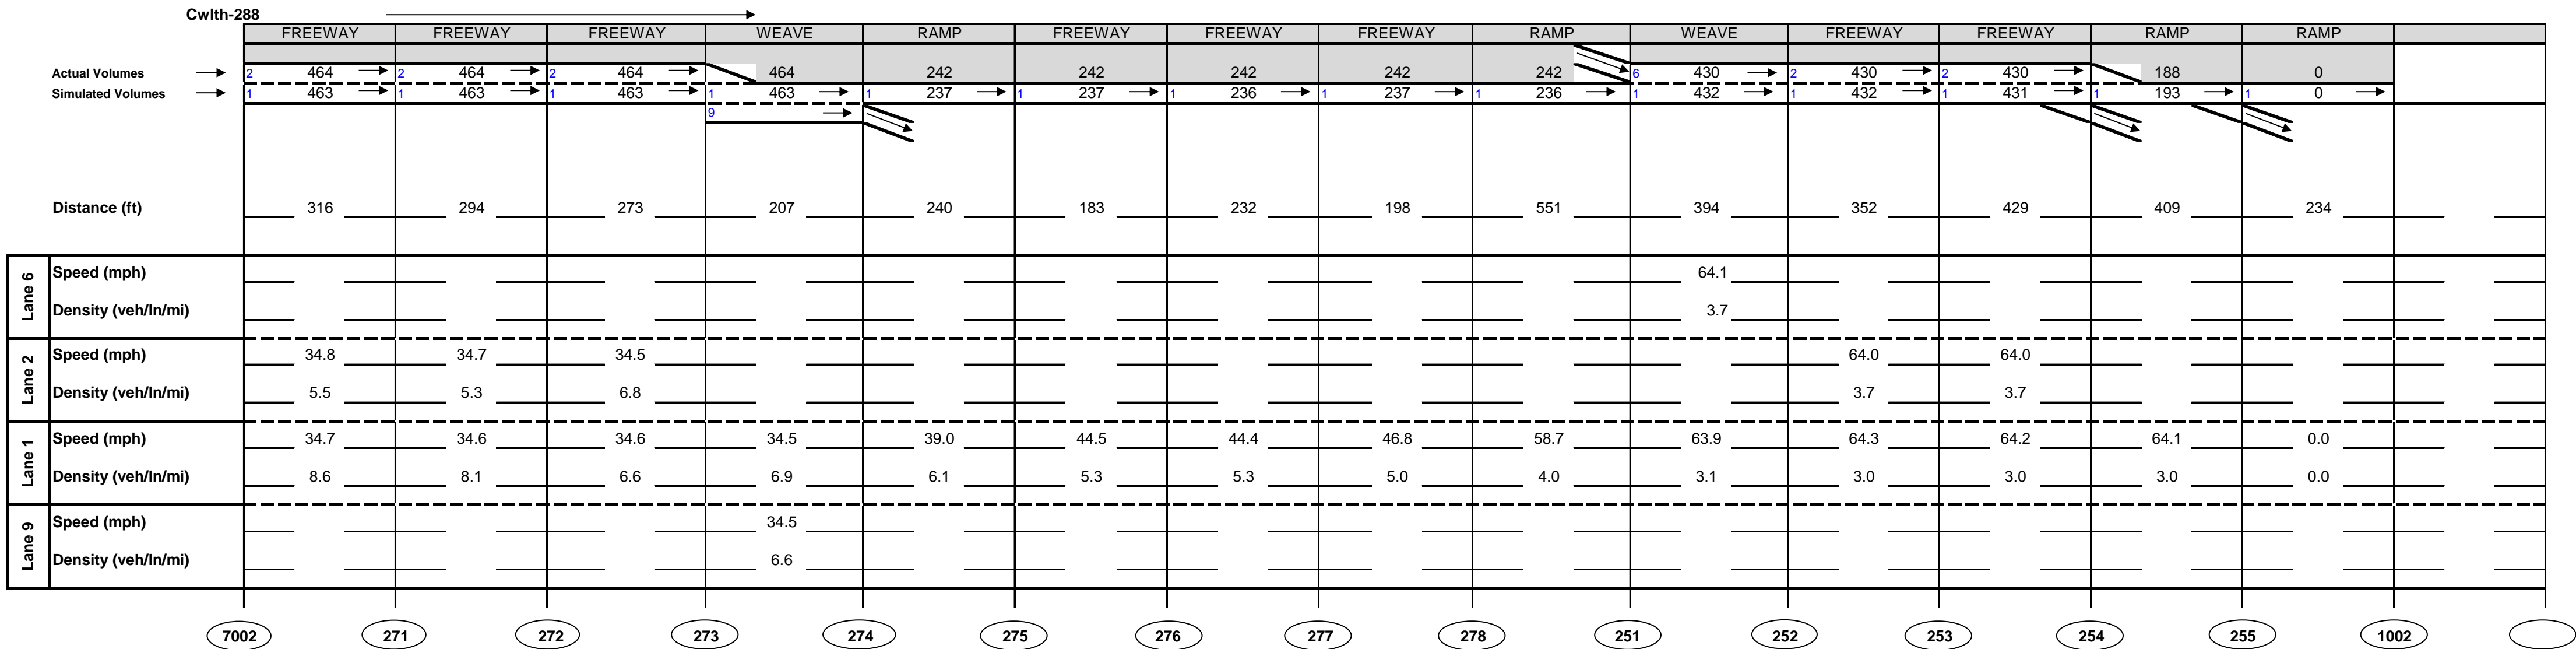 Cwlth-288
FREEWAY FREEWAY FREEWAY WEAVE RAMP FREEWAY FREEWAY FREEWAY RAMP WEAVE FREEWAY FREEWAY RAMP RAMP
Actual Volumes 2 464 2 464 2 464 464 242 242 242 242 242 6 430 2 430 2 430 188 0
Simulated Volumes 1 463 1 463 1 463 1 463 1 237 1 237 1 236 1 237 1 236 1 432 1 432 1 431 1 193 1 0
9
Distance (ft) 316 294 273 207 240 183 232 198 551 394 352 429 409 234
Lane 6
Speed (mph) 64.1
Density (veh/ln/mi) 3.7
Lane 2
Speed (mph) 34.8 34.7 34.5 64.0 64.0
Density (veh/ln/mi) 5.5 5.3 6.8 3.7 3.7
Lane 1
Speed (mph) 34.7 34.6 34.6 34.5 39.0 44.5 44.4 46.8 58.7 63.9 64.3 64.2 64.1 0.0
Density (veh/ln/mi) 8.6 8.1 6.6 6.9 6.1 5.3 5.3 5.0 4.0 3.1 3.0 3.0 3.0 0.0
Lane 9
Speed (mph) 34.5
Density (veh/ln/mi) 6.6
7002 271 272 273 274 275 276 277 278 251 252 253 254 255 1002